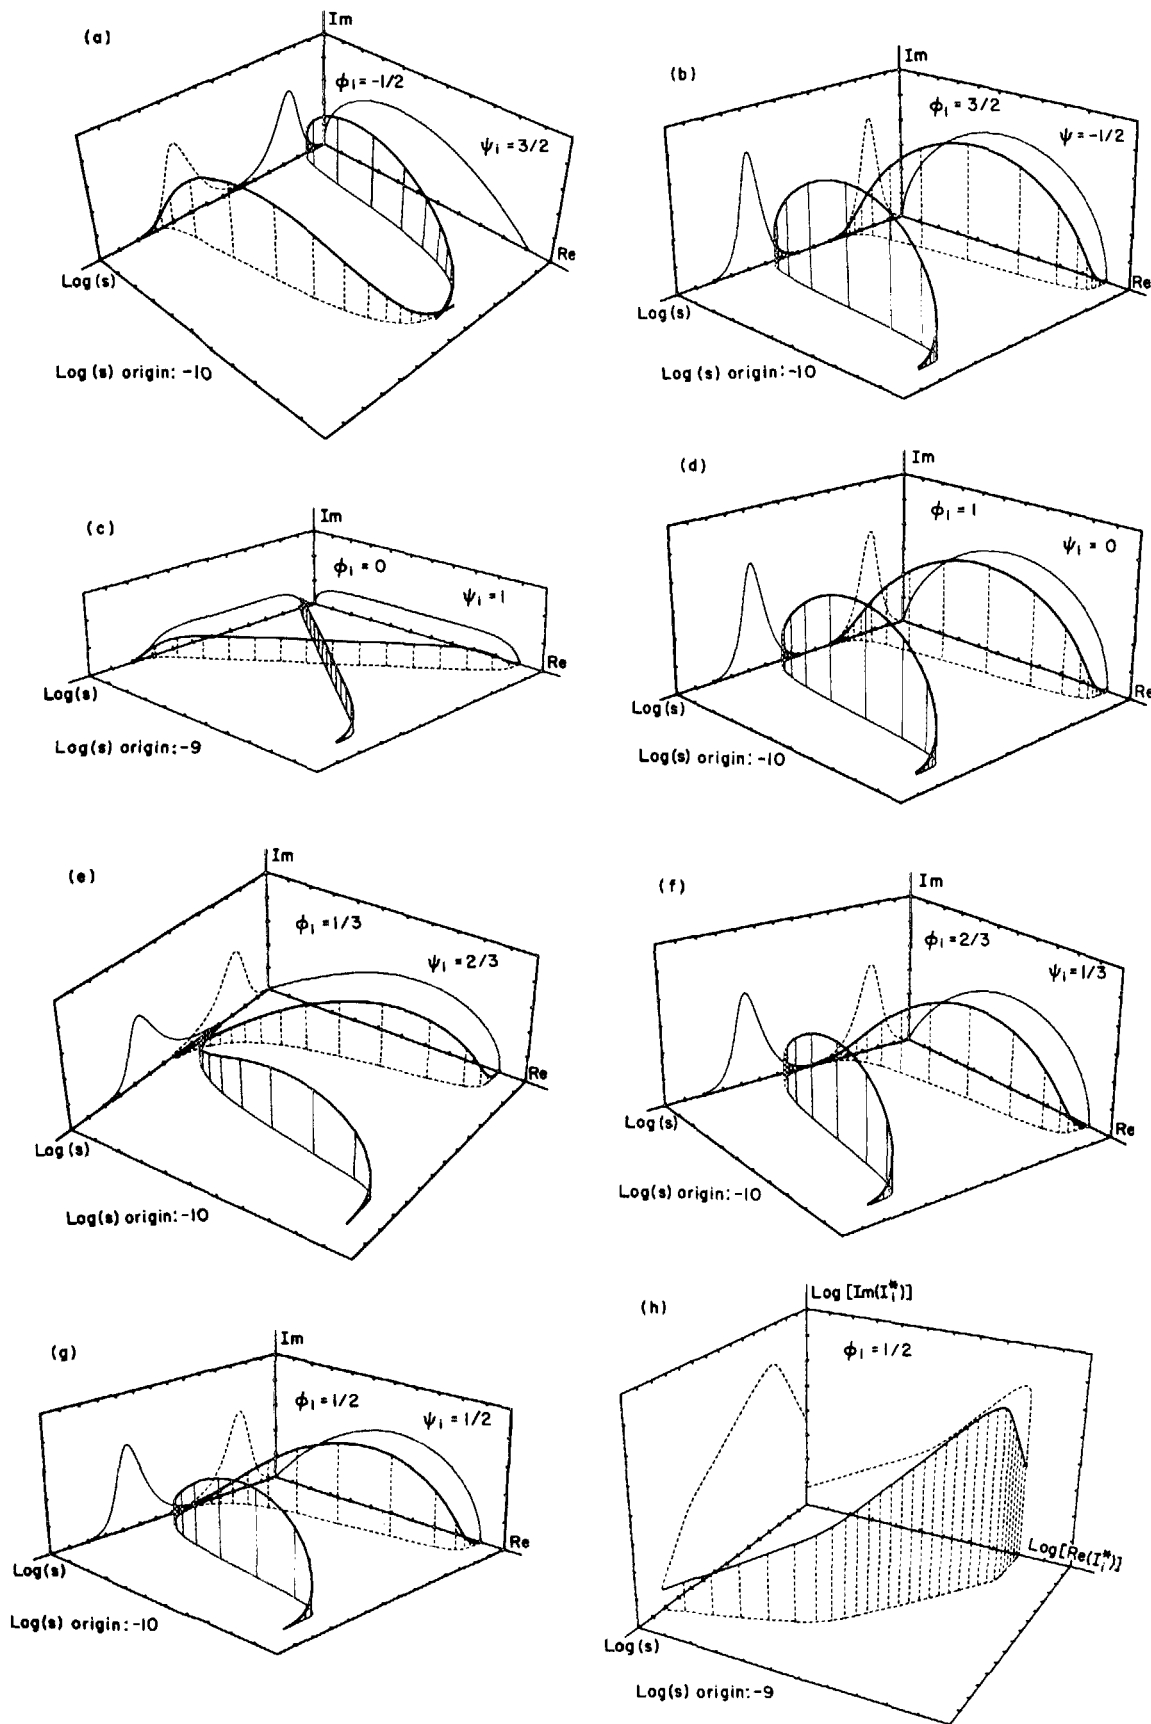 (a)
Im
ϕᵢ = -1/2
ψᵢ = 3/2
Re
Log(s)
Log (s) origin: -10
(b)
Im
ϕᵢ = 3/2
ψ = -1/2
Re
Log(s)
Log (s) origin: -10
(c)
Im
ϕᵢ = 0
ψᵢ = 1
Re
Log(s)
Log(s) origin: -9
(d)
Im
ϕᵢ = 1
ψᵢ = 0
Re
Log(s)
Log(s) origin: -10
(e)
Im
ϕᵢ = 1/3
ψᵢ = 2/3
Re
Log(s)
Log(s) origin: -10
(f)
Im
ϕᵢ = 2/3
ψᵢ = 1/3
Re
Log(s)
Log(s) origin: -10
(g)
Im
ϕᵢ = 1/2
ψᵢ = 1/2
Re
Log(s)
Log(s) origin: -10
(h)
Log [Im(Iᵢ*)]
ϕᵢ = 1/2
Log[Re(Iᵢ*)]
Log(s)
Log(s) origin: -9